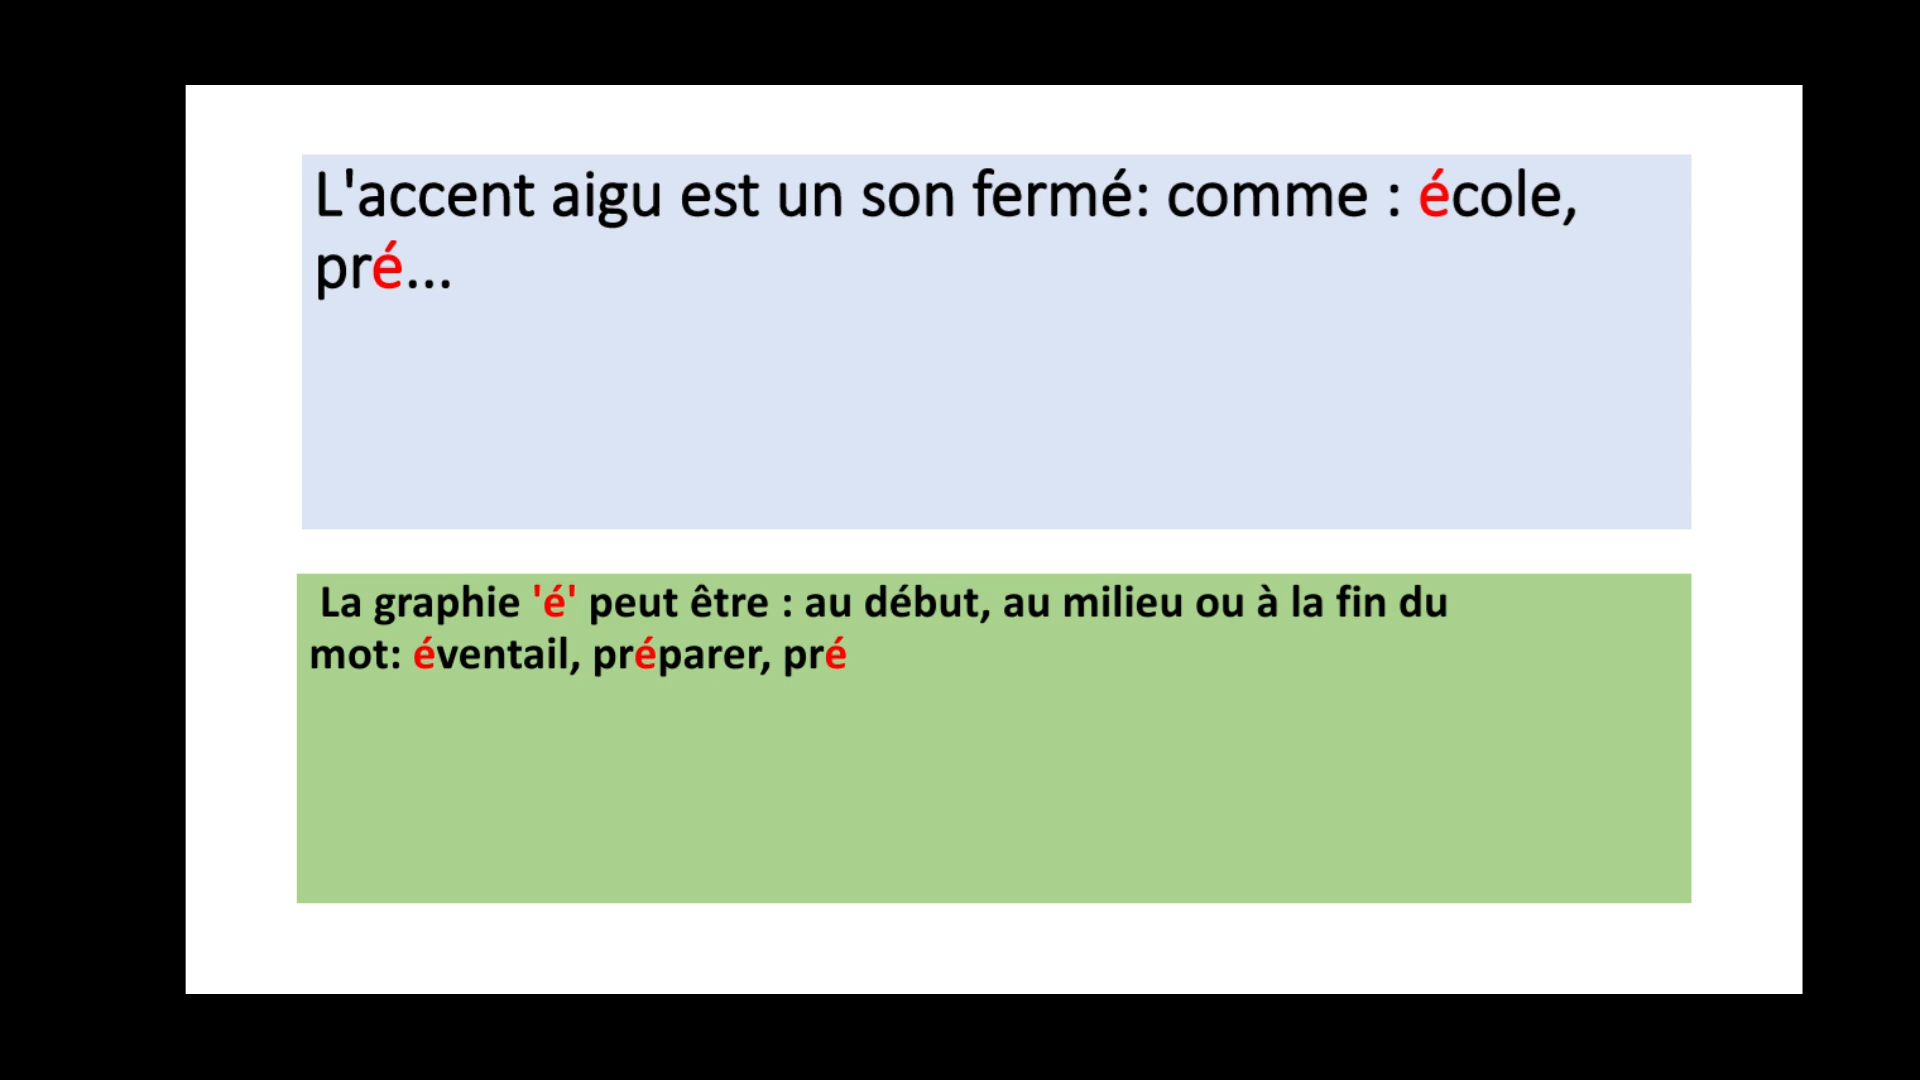 L'accent aigu est un son fermé: comme : école,
pré...
La graphie 'é' peut être : au début, au milieu ou à la fin du
mot: éventail, préparer, pré